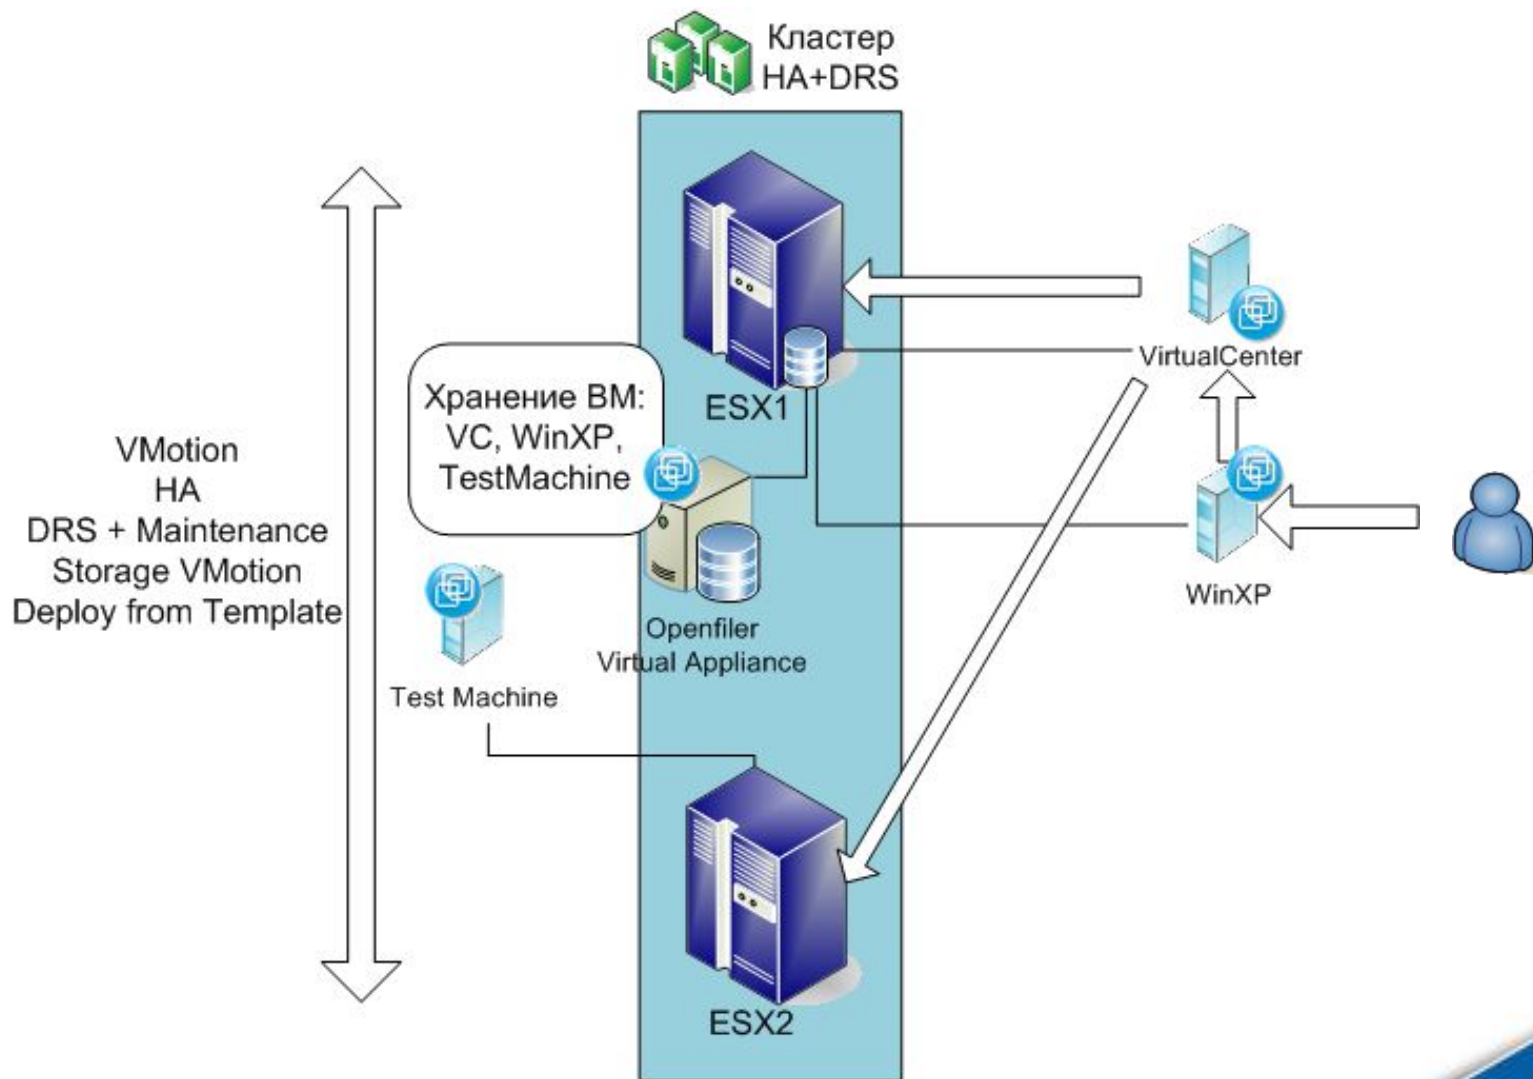 Кластер
HA+DRS
VirtualCenter
ESX1
Хранение ВМ:
VC, WinXP,
TestMachine
VMotion
HA
DRS + Maintenance
Storage VMotion
Deploy from Template
WinXP
Openfiler
Virtual Appliance
Test Machine
ESX2